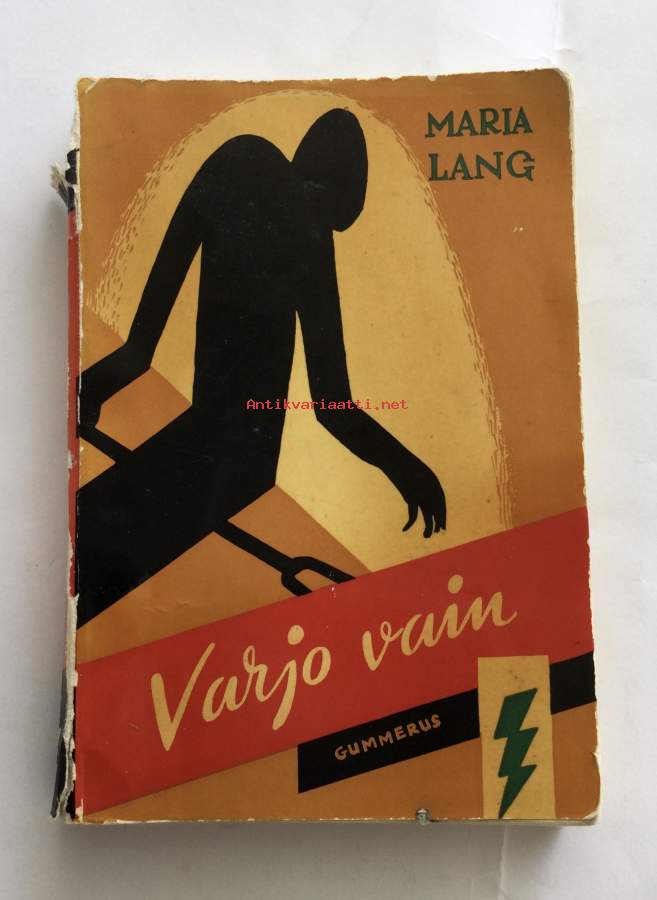 MARIA
LANG
Antikvariaatti.net
Varjo vain
GUMMERUS